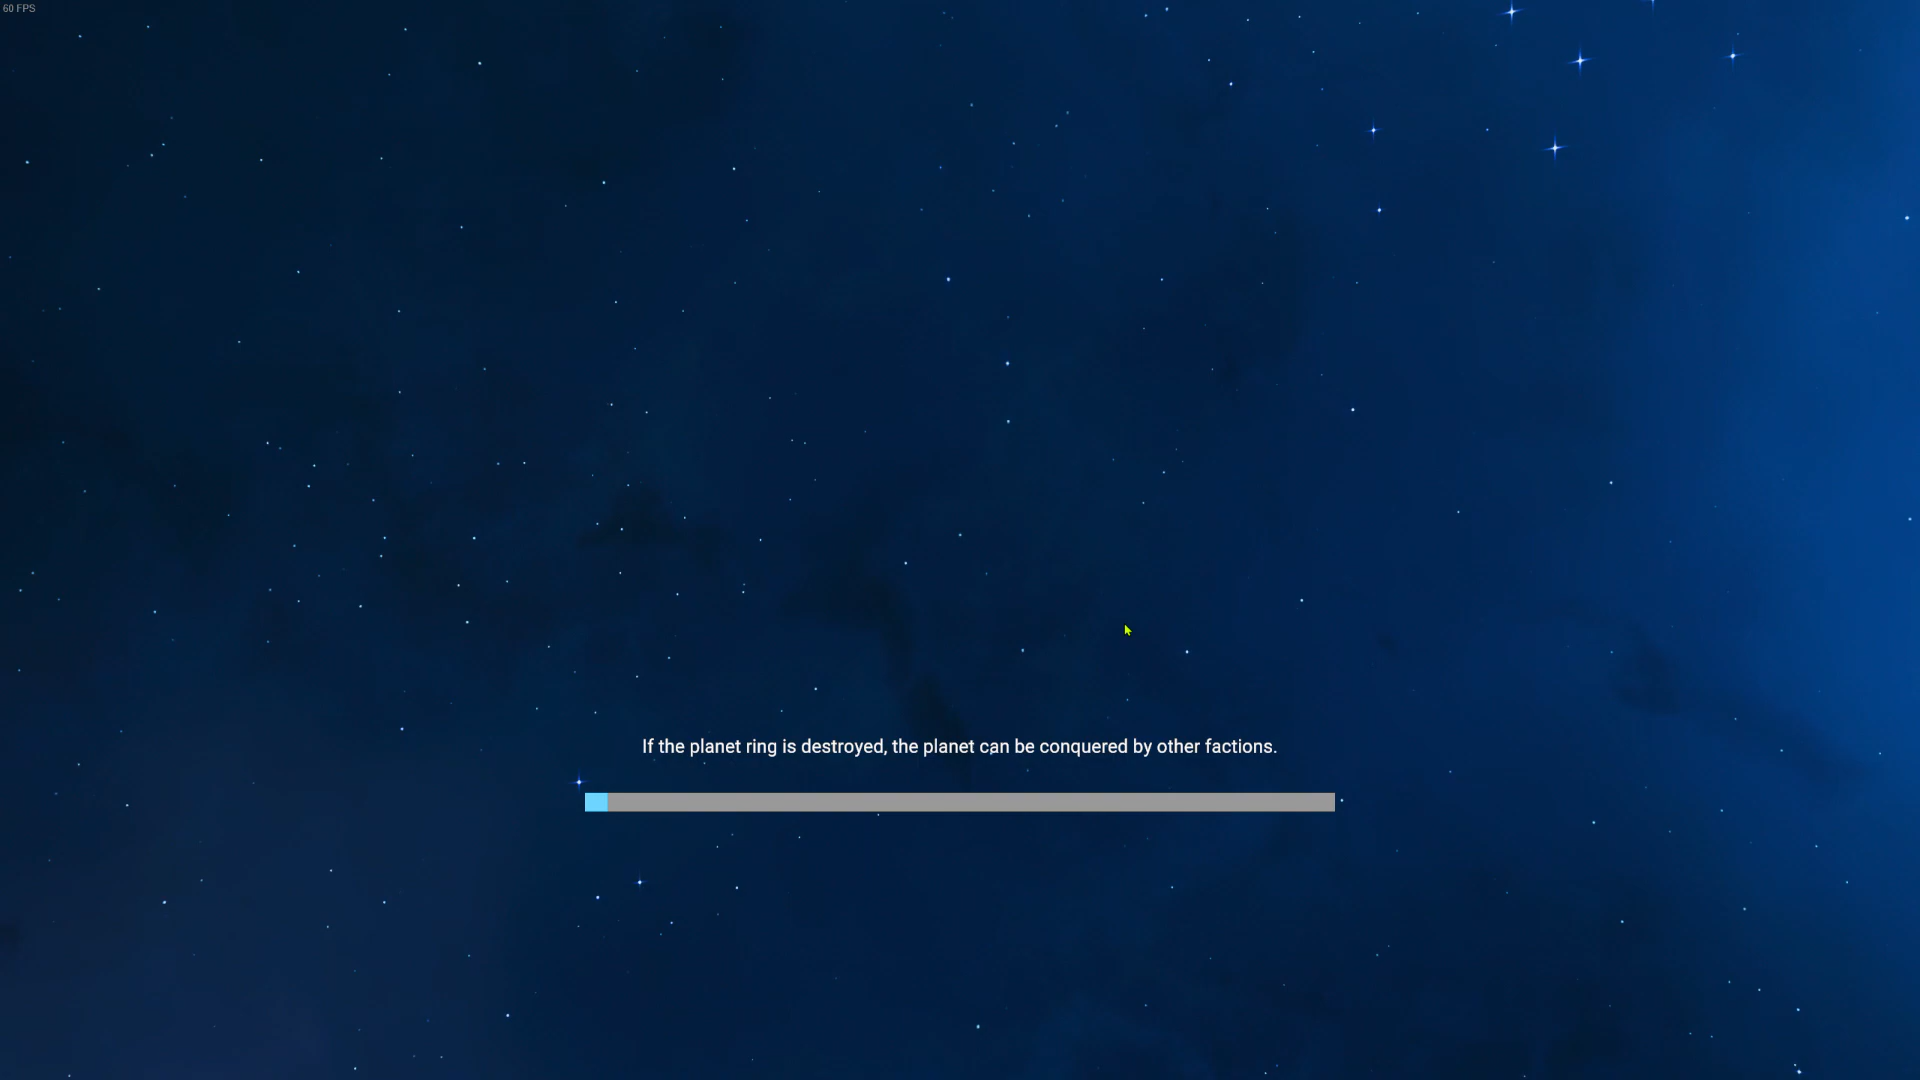 60 FPS
If the planet ring is destroyed, the planet can be conquered by other factions.